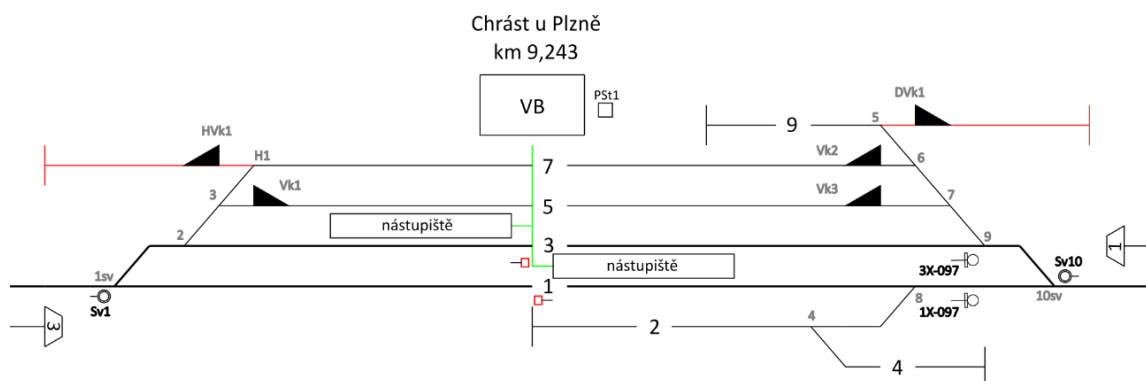 Chrást u Plzně
km 9,243
VB
PSt1
DVk1
5
9
HVk1
H1
7
Vk2
6
3
Vk1
5
Vk3
7
nástupiště
2
3
9
1
nástupiště
3X-097
Sv10
1sv
Sv1
1
8
1X-097
10sv
3
2
4
4